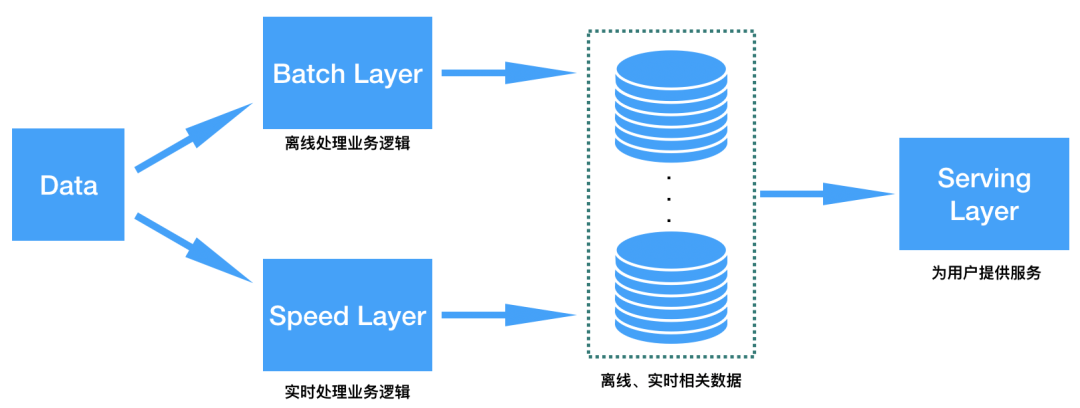 Data
Batch Layer
离线处理业务逻辑
Speed Layer
实时处理业务逻辑
离线、实时相关数据
Serving
Layer
为用户提供服务